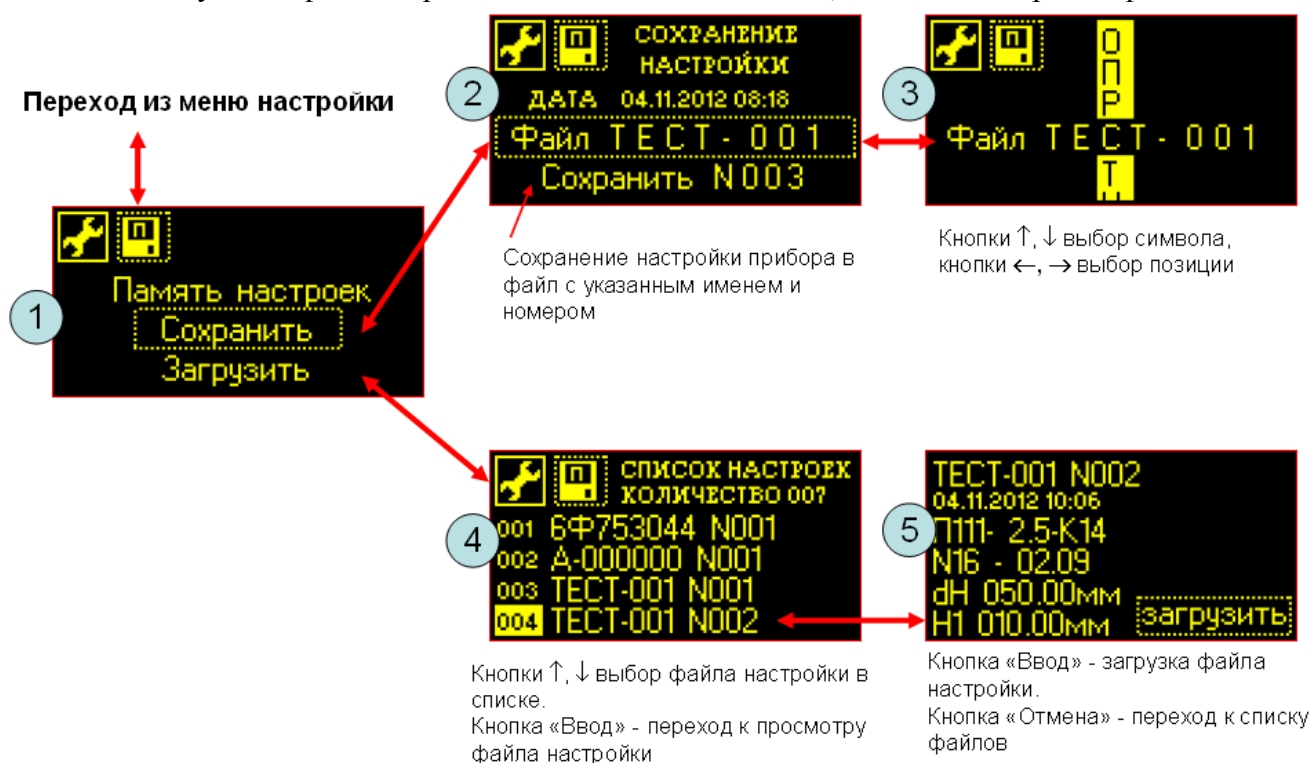 Переход из меню настройки
1
Память настроек
Сохранить
Загрузить
2
СОХРАНЕНИЕ
НАСТРОЙКИ
ДАТА 04.11.2012 08:18
Файл ТЕСТ- 001
Сохранить N003
Сохранение настройки прибора в
файл с указанным именем и
номером
3
О
П
Р
Файл ТЕСТ- 001
Т
Кнопки ↑, ↓ выбор символа,
кнопки ←, → выбор позиции
4
СПИСОК НАСТРОЕК
КОЛИЧЕСТВО 007
001 6Ф753044 N001
002 А-000000 N001
003 ТЕСТ-001 N001
004 ТЕСТ-001 N002
Кнопки ↑, ↓ выбор файла настройки в
списке.
Кнопка «Ввод» - переход к просмотру
файла настройки
5
ТЕСТ-001 N002
04.11.2012 10:06
П111- 2.5-К14
N16 - 02.09
dH 050.00мм
H1 010.00мм
загрузить
Кнопка «Ввод» - загрузка файла
настройки.
Кнопка «Отмена» - переход к списку
файлов